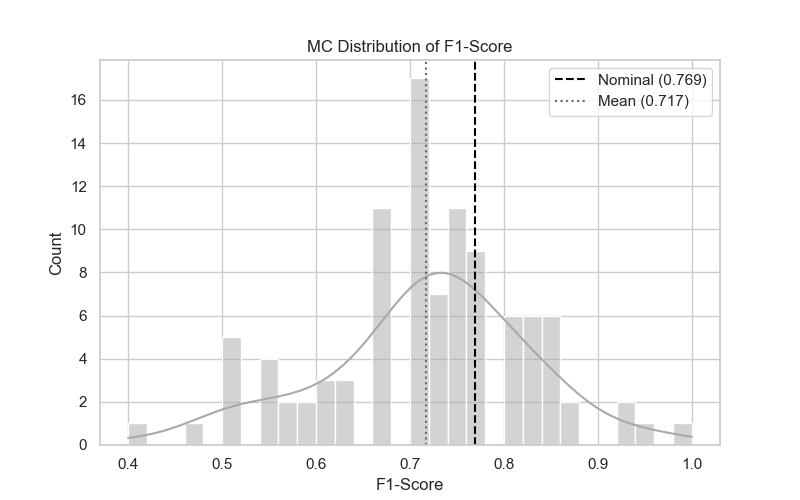 MC Distribution of F1-Score
Nominal (0.769)
Mean (0.717)
Count
16
14
12
10
8
6
4
2
0
0.4 0.5 0.6 0.7 0.8 0.9 1.0
F1-Score